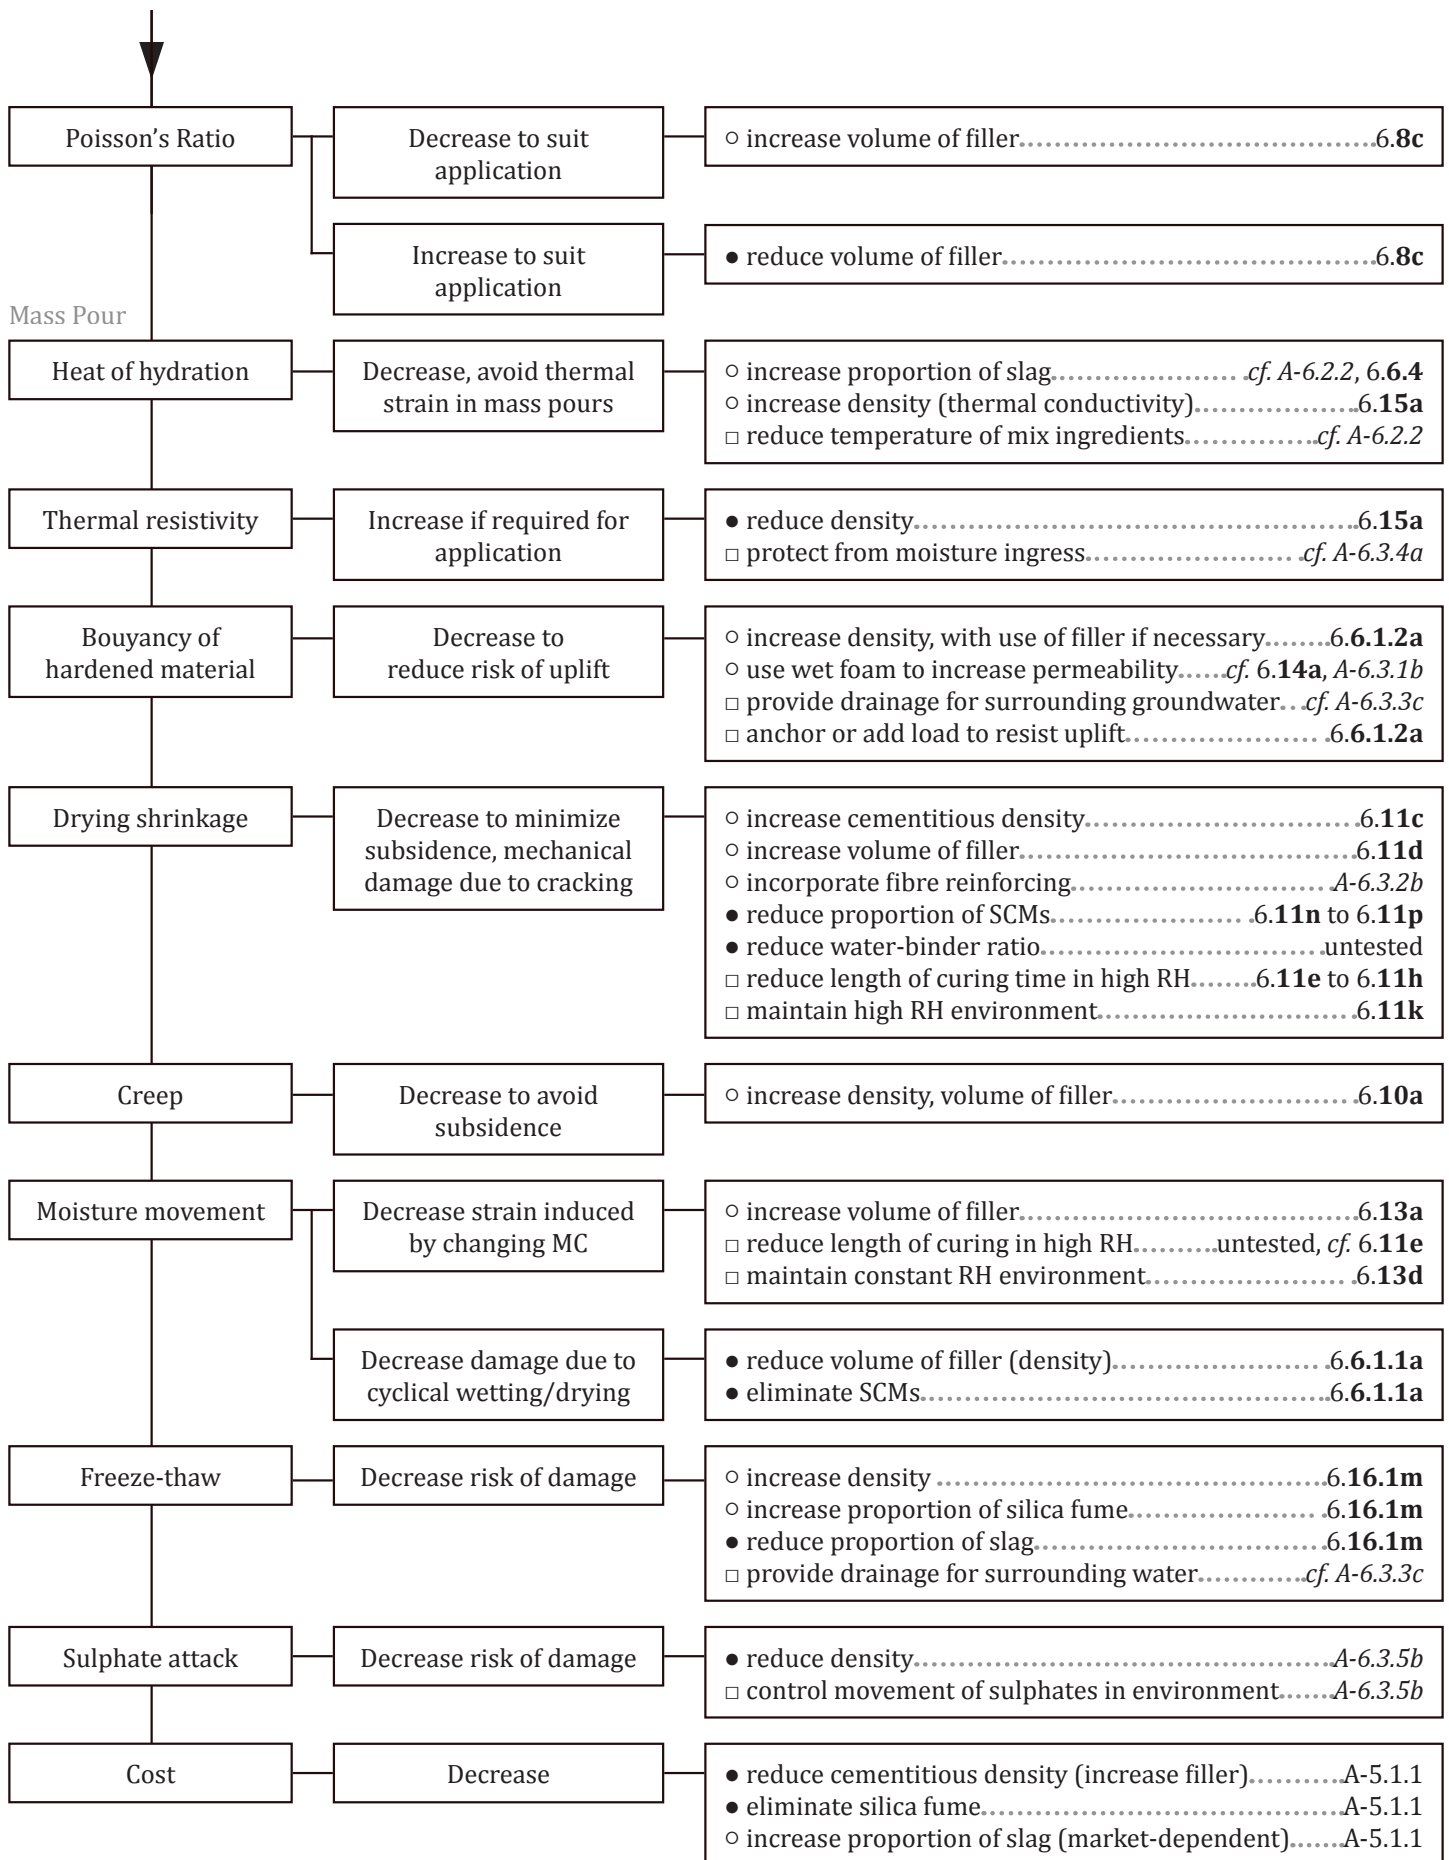 Poisson's Ratio
Decrease to suit
application
○ increase volume of filler 6.8c
Increase to suit
application
● reduce volume of filler 6.8c
Mass Pour
Heat of hydration
Decrease, avoid thermal
strain in mass pours
○ increase proportion of slag cf. A-6.2.2, 6.6.4
○ increase density (thermal conductivity) 6.15a
□ reduce temperature of mix ingredients cf. A-6.2.2
Thermal resistivity
Increase if required for
application
● reduce density 6.15a
□ protect from moisture ingress cf. A-6.3.4a
Bouyancy of
hardened material
Decrease to
reduce risk of uplift
○ increase density, with use of filler if necessary 6.6.1.2a
○ use wet foam to increase permeability cf. 6.14a, A-6.3.1b
□ provide drainage for surrounding groundwater cf. A-6.3.3c
□ anchor or add load to resist uplift 6.6.1.2a
Drying shrinkage
Decrease to minimize
subsidence, mechanical
damage due to cracking
○ increase cementitious density 6.11c
○ increase volume of filler 6.11d
○ incorporate fibre reinforcing A-6.3.2b
● reduce proportion of SCMs 6.11n to 6.11p
● reduce water-binder ratio untested
□ reduce length of curing time in high RH 6.11e to 6.11h
□ maintain high RH environment 6.11k
Creep
Decrease to avoid
subsidence
○ increase density, volume of filler 6.10a
Moisture movement
Decrease strain induced
by changing MC
○ increase volume of filler 6.13a
□ reduce length of curing in high RH untested, cf. 6.11e
□ maintain constant RH environment 6.13d
Decrease damage due to
cyclical wetting/drying
● reduce volume of filler (density) 6.6.1.1a
● eliminate SCMs 6.6.1.1a
Freeze-thaw
Decrease risk of damage
○ increase density 6.16.1m
○ increase proportion of silica fume 6.16.1m
● reduce proportion of slag 6.16.1m
□ provide drainage for surrounding water cf. A-6.3.3c
Sulphate attack
Decrease risk of damage
● reduce density A-6.3.5b
□ control movement of sulphates in environment A-6.3.5b
Cost
Decrease
● reduce cementitious density (increase filler) A-5.1.1
● eliminate silica fume A-5.1.1
○ increase proportion of slag (market-dependent) A-5.1.1